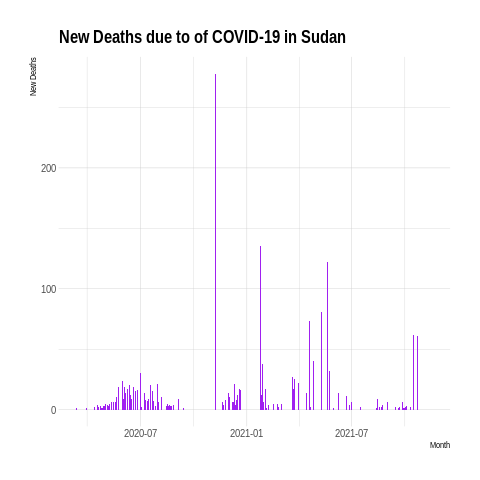 New Deaths due to of COVID-19 in Sudan
New Deaths
200
100
0
2020-07
2021-01
2021-07
Month